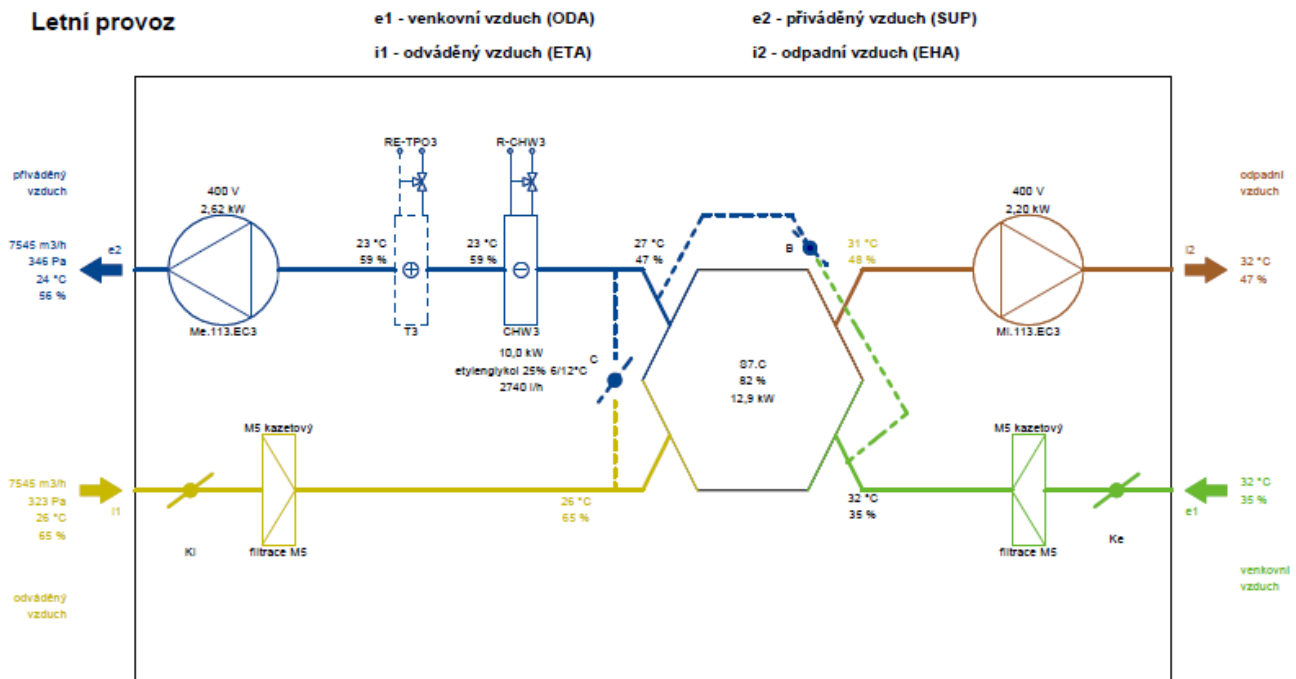 Letní provoz
e1 - venkovní vzduch (ODA)
e2 - přiváděný vzduch (SUP)
i1 - odváděný vzduch (ETA)
i2 - odpadní vzduch (EHA)
RE-TPO3
R-CHW3
přiváděný
vzduch
400 V
2,62 kW
400 V
2,20 kW
odpadní
vzduch
7545 m3/h
346 Pa
24 °C
56 %
e2
23 °C
59 %
23 °C
59 %
27 °C
47 %
B
31 °C
48 %
i2
32 °C
47 %
Me.113.EC3
T3
CHW3
Mi.113.EC3
10,0 kW
etylenglykol 25% 6/12°C
2740 l/h
C
S7.C
82 %
12,9 kW
M5 kazetový
M5 kazetový
7545 m3/h
323 Pa
26 °C
65 %
i1
26 °C
65 %
32 °C
35 %
32 °C
35 %
e1
Ki
filtrace M5
filtrace M5
Ke
odváděný
vzduch
venkovní
vzduch